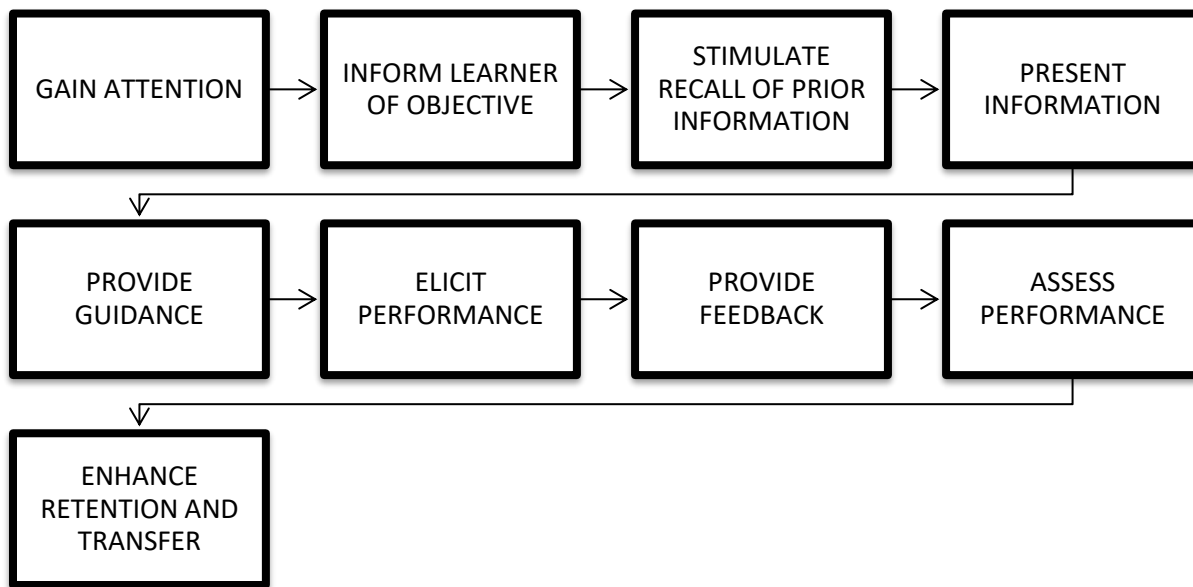 GAIN ATTENTION
INFORM LEARNER
OF OBJECTIVE
STIMULATE
RECALL OF PRIOR
INFORMATION
PRESENT
INFORMATION
PROVIDE
GUIDANCE
ELICIT
PERFORMANCE
PROVIDE
FEEDBACK
ASSESS
PERFORMANCE
ENHANCE
RETENTION AND
TRANSFER